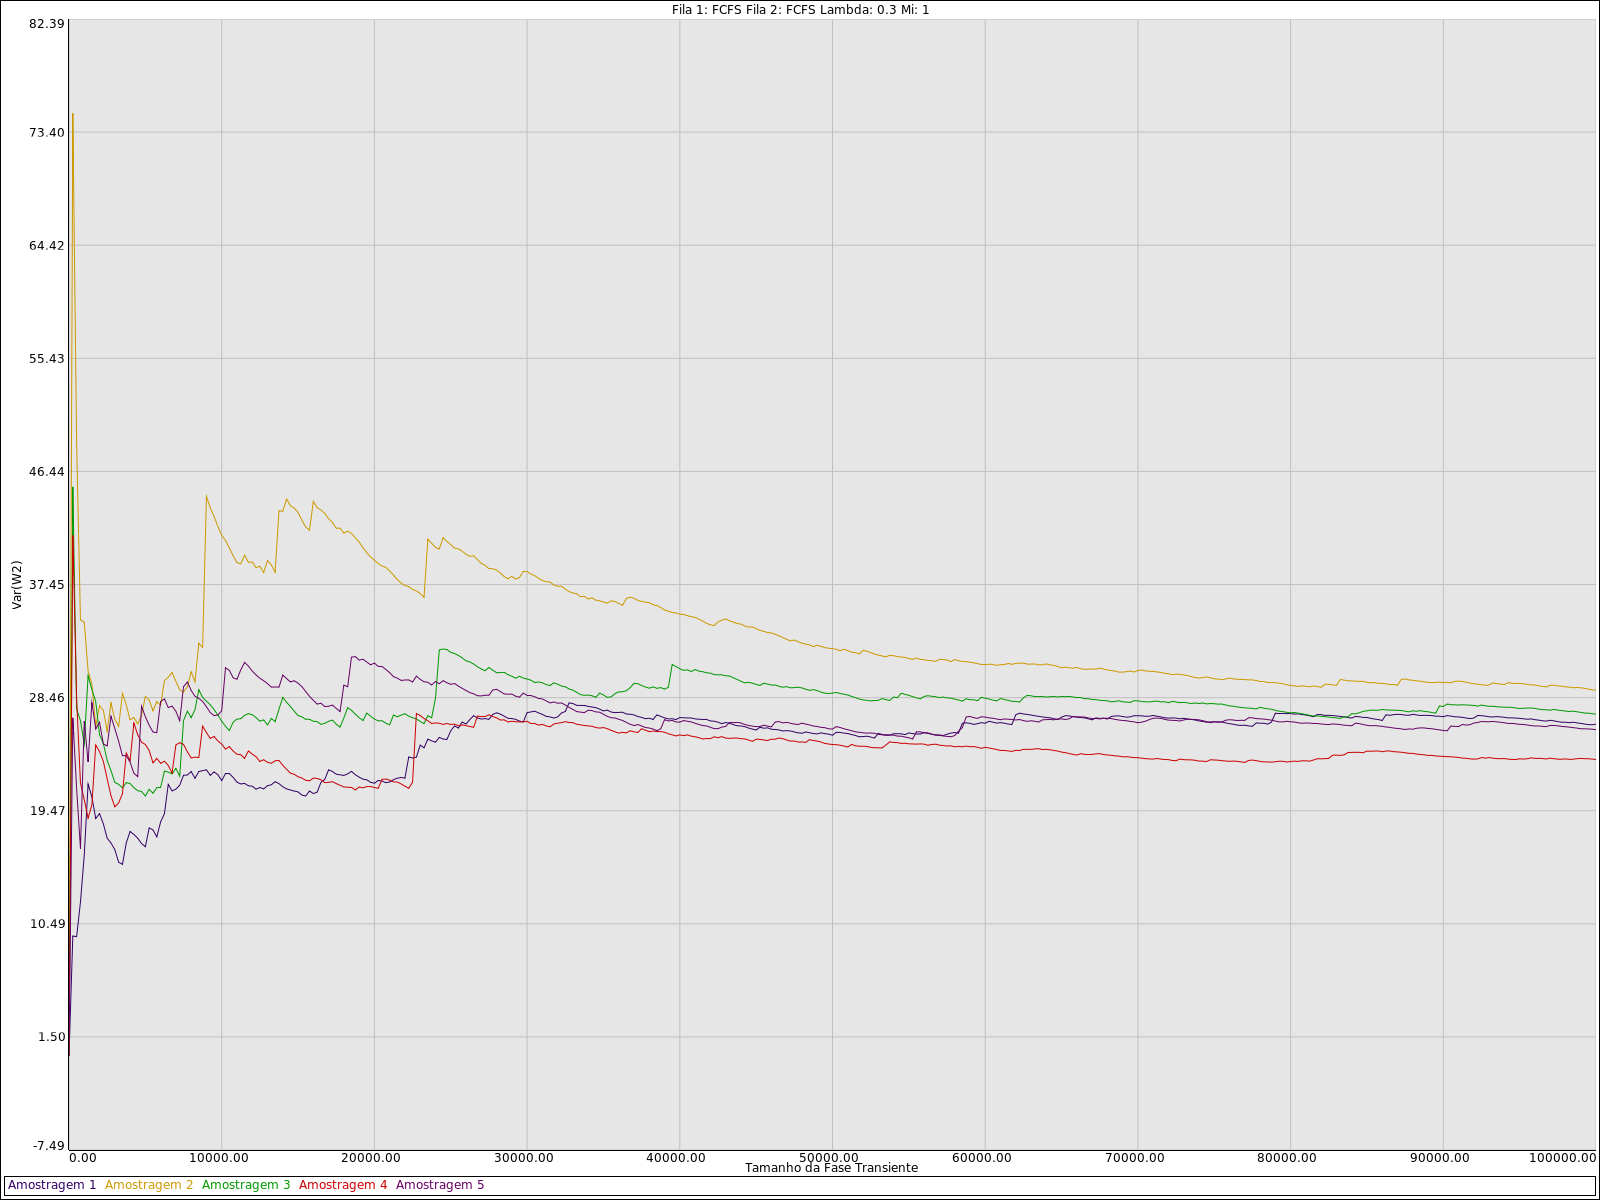 Fila 1: FCFS Fila 2: FCFS Lambda: 0.3 Mi: 1
82.39
73.40
64.42
55.43
46.44
37.45
28.46
19.47
10.49
1.50
-7.49
Var(W2)
0.00 10000.00 20000.00 30000.00 40000.00 50000.00 60000.00 70000.00 80000.00 90000.00 100000.00
Tamanho da Fase Transiente
Amostragem 1 Amostragem 2 Amostragem 3 Amostragem 4 Amostragem 5